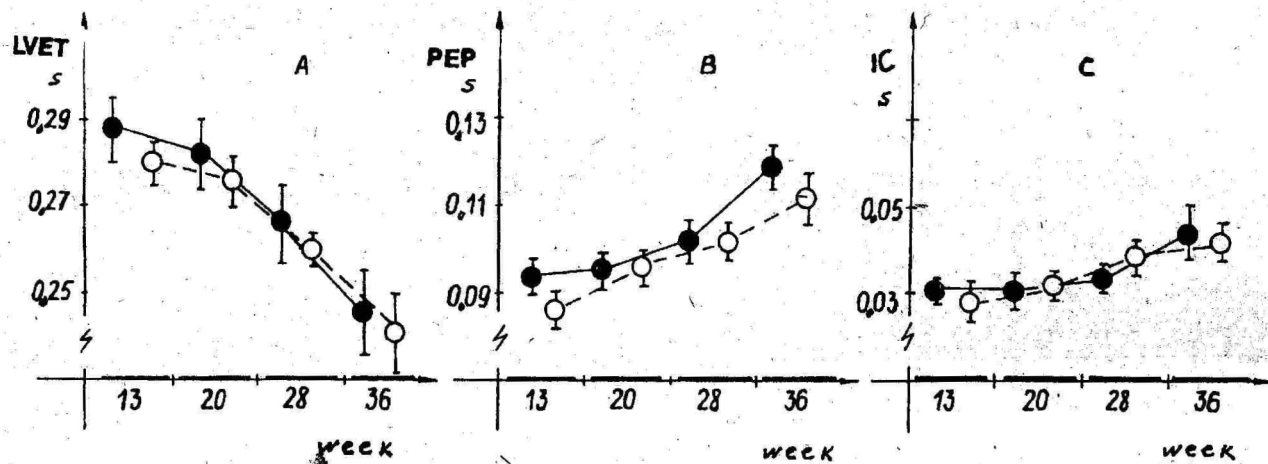 LVET
s
A
0,29
0,27
0,25
13 20 28 36
week
PEP
s
B
0,13
0,11
0,09
13 20 28 36
week
IC
s
C
0,05
0,03
13 20 28 36
week